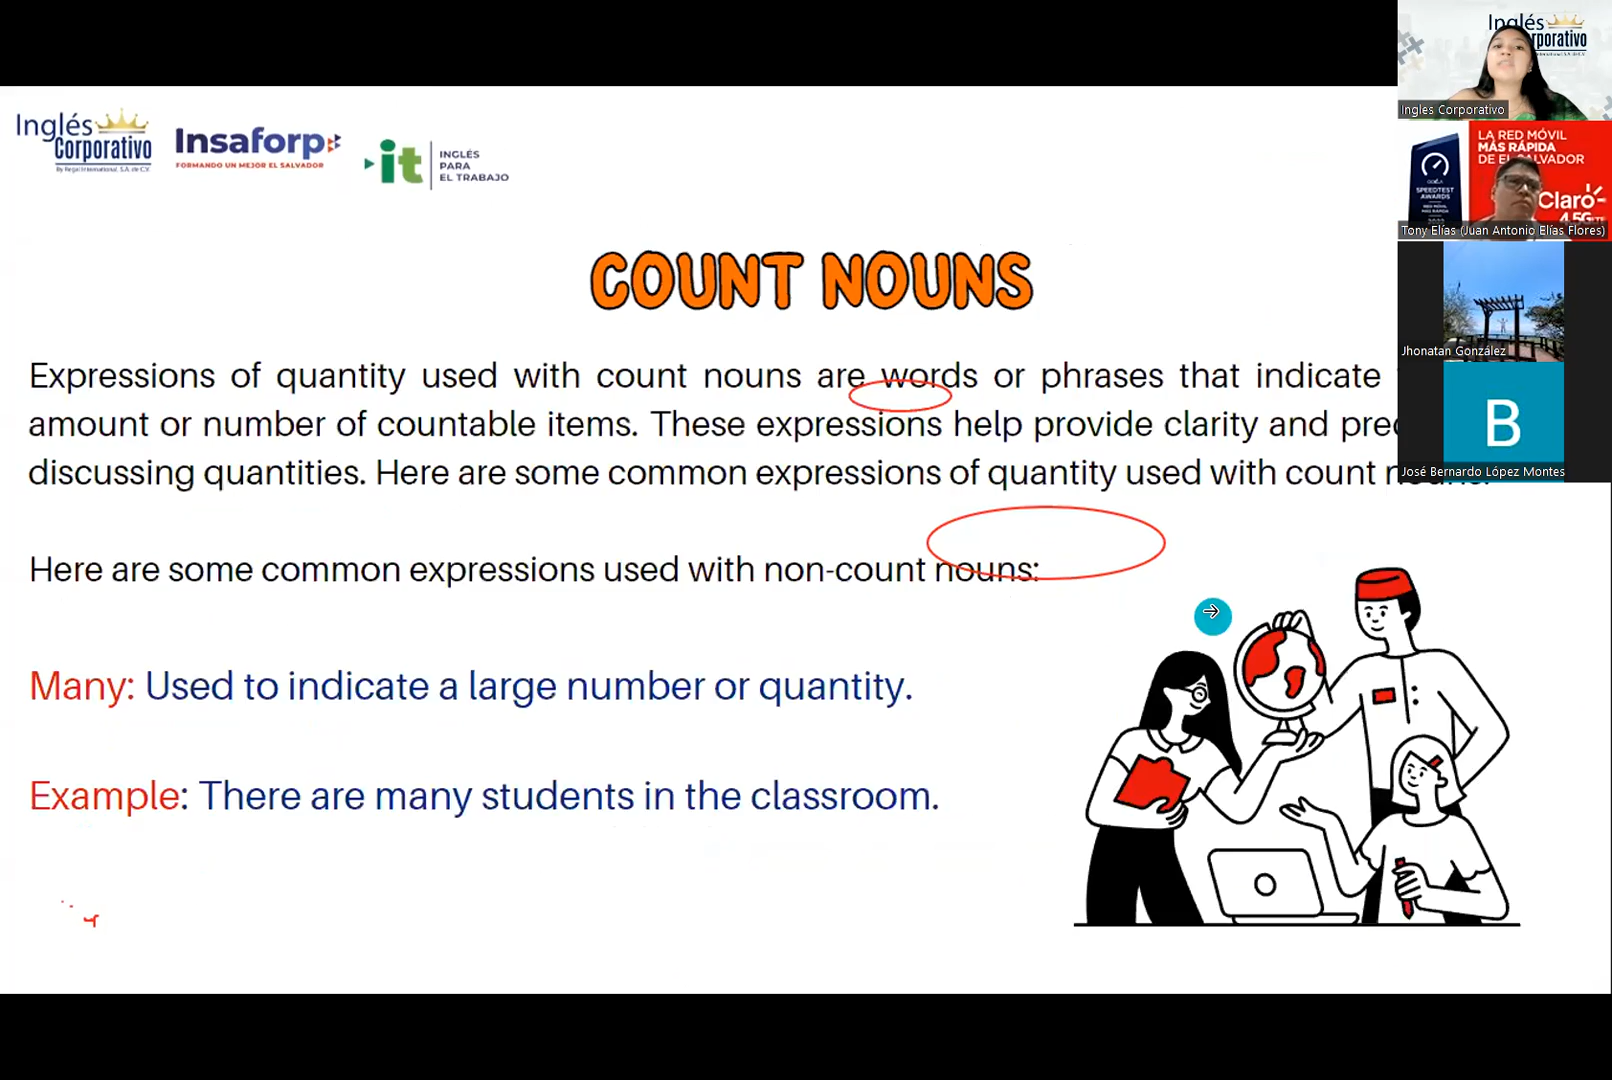 Inglés
Corporativo
By Regal International, S.A. de C.V.
Insaforp
FORMANDO UN MEJOR EL SALVADOR
it
INGLÉS
PARA
EL TRABAJO
COUNT NOUNS
Expressions of quantity used with count nouns are words or phrases that indicate
amount or number of countable items. These expressions help provide clarity and
discussing quantities. Here are some common expressions of quantity used with count
Here are some common expressions used with non-count nouns:
Many: Used to indicate a large number or quantity.
Example: There are many students in the classroom.
Inglés
Ingles Corporativo
LA RED MÓVIL
MÁS RÁPIDA
DE EL SALVADOR
SPEEDTEST
AWARDS
Claro
4.5G
Tony Elías (Juan Antonio Elías Flores)
Jhonatan González
B
José Bernardo López Montes